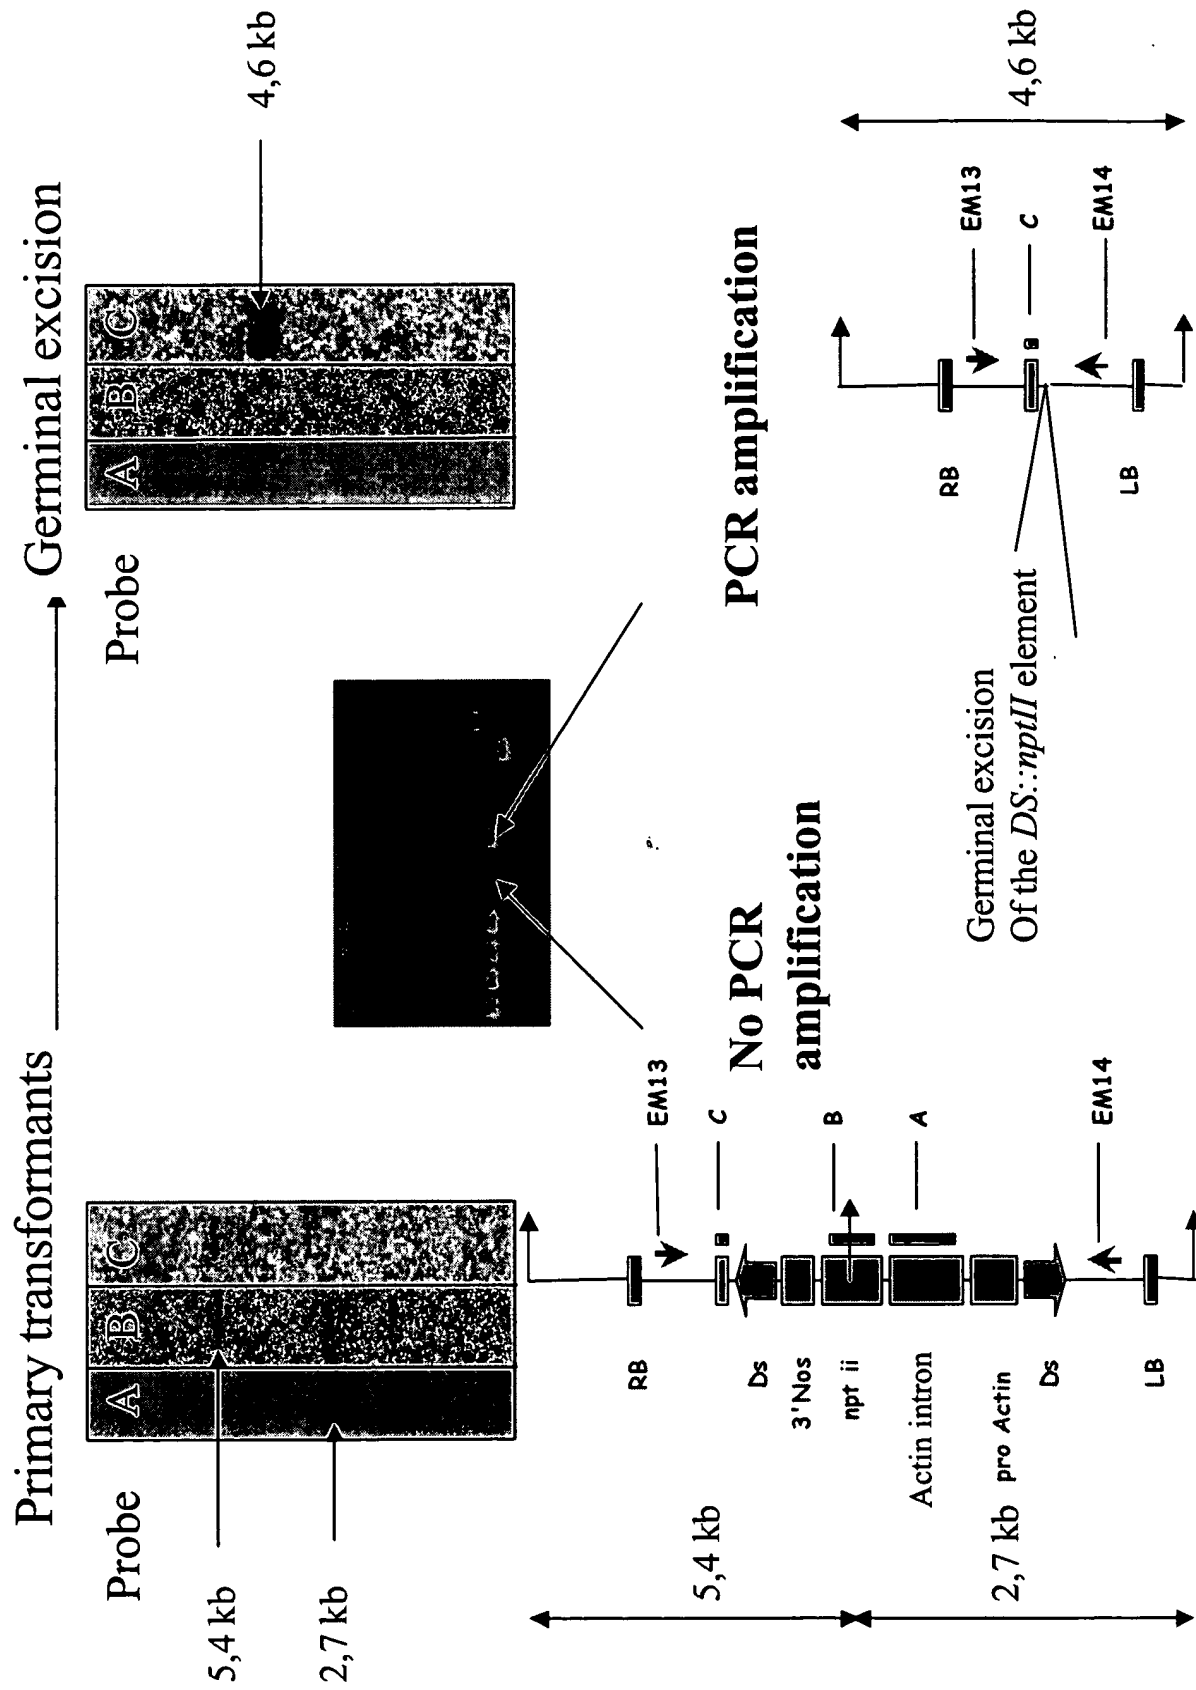 Primary transformants
Germinal excision
Probe
A
B
C
5,4 kb
2,7 kb
Probe
A
B
C
4,6 kb
No PCR
amplification
PCR amplification
5,4 kb
2,7 kb
RB
Ds
3'Nos
npt ii
Actin intron
pro Actin
Ds
LB
EM13
C
B
A
EM14
Germinal excision
Of the DS::nptII element
RB
LB
EM13
C
EM14
4,6 kb